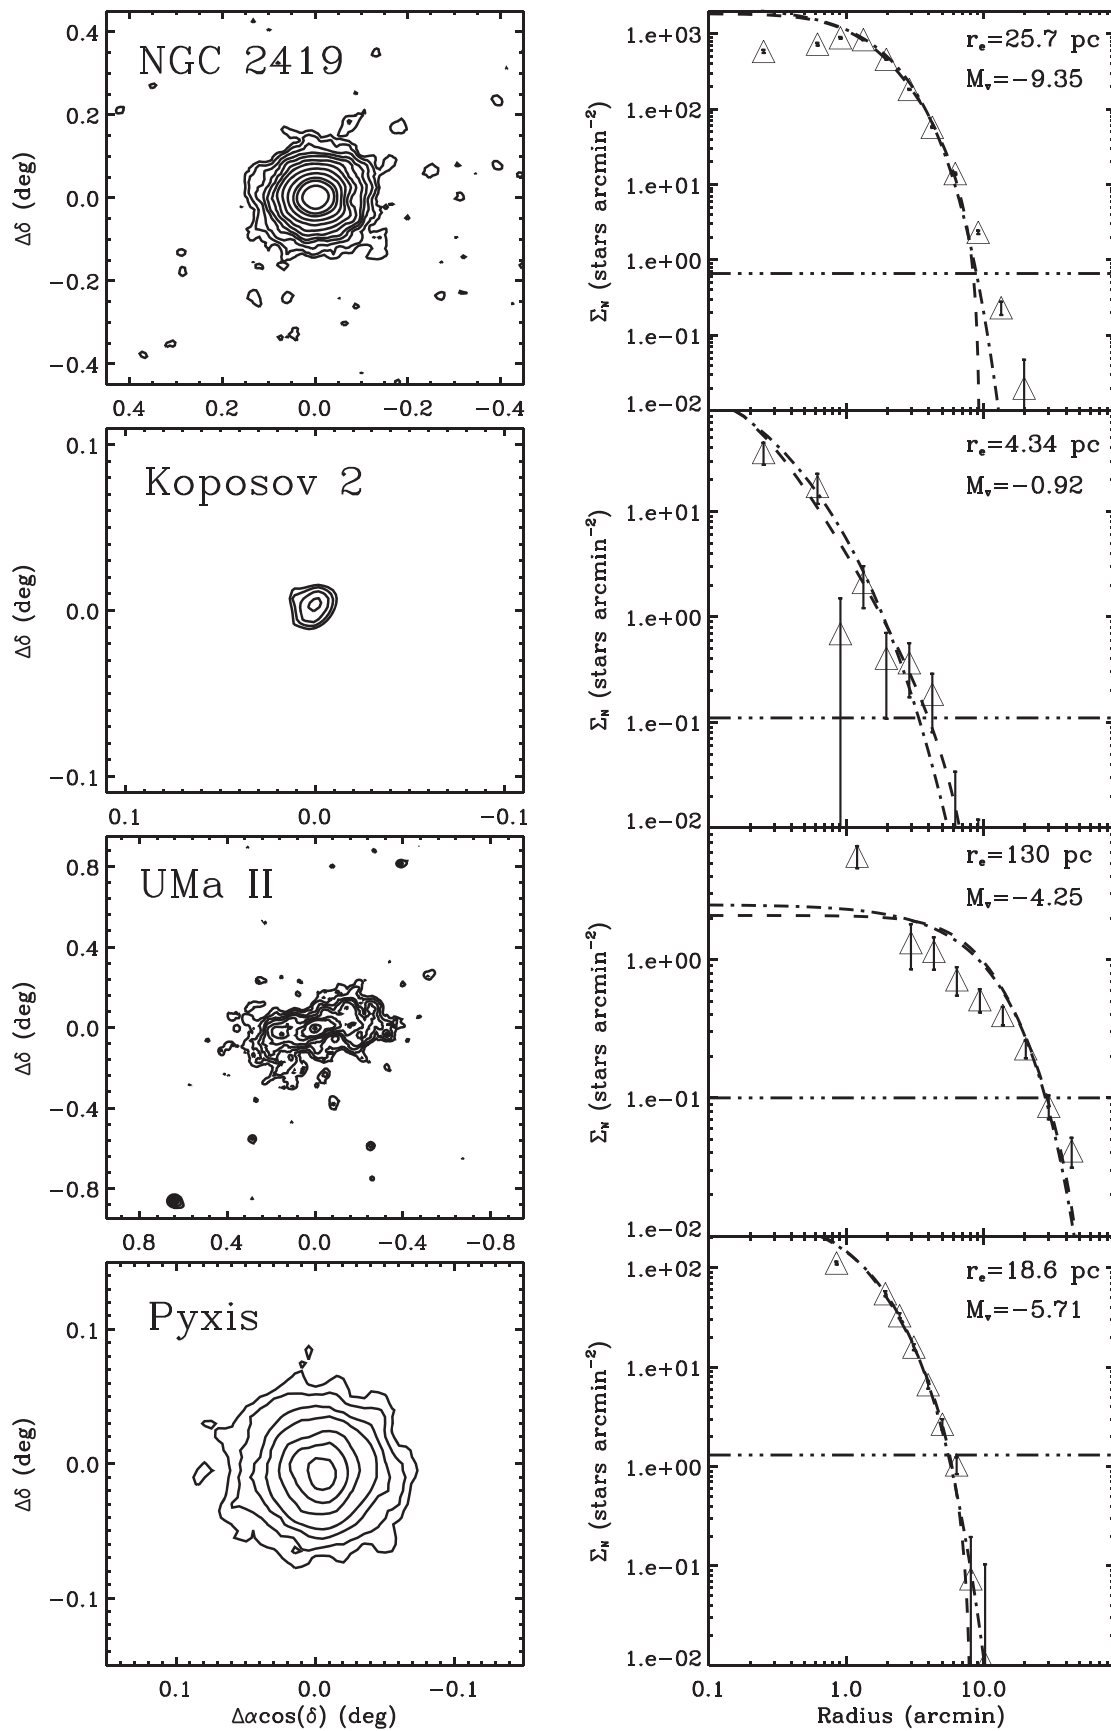 NGC 2419
0.4
0.2
0.0
−0.2
−0.4
Δδ (deg)
0.4 0.2 0.0 −0.2 −0.4
1.e+03
1.e+02
1.e+01
1.e+00
1.e−01
1.e−02
Σ_N (stars arcmin⁻²)
r_e=25.7 pc
M_v=−9.35
Koposov 2
0.1
0.0
−0.1
Δδ (deg)
0.1 0.0 −0.1
1.e+01
1.e+00
1.e−01
1.e−02
Σ_N (stars arcmin⁻²)
r_e=4.34 pc
M_v=−0.92
UMa II
0.8
0.4
0.0
−0.4
−0.8
Δδ (deg)
0.8 0.4 0.0 −0.4 −0.8
1.e+00
1.e−01
1.e−02
Σ_N (stars arcmin⁻²)
r_e=130 pc
M_v=−4.25
Pyxis
0.1
0.0
−0.1
Δδ (deg)
0.1 0.0 −0.1
Δαcos(δ) (deg)
1.e+02
1.e+01
1.e+00
1.e−01
1.e−02
Σ_N (stars arcmin⁻²)
r_e=18.6 pc
M_v=−5.71
0.1 1.0 10.0
Radius (arcmin)